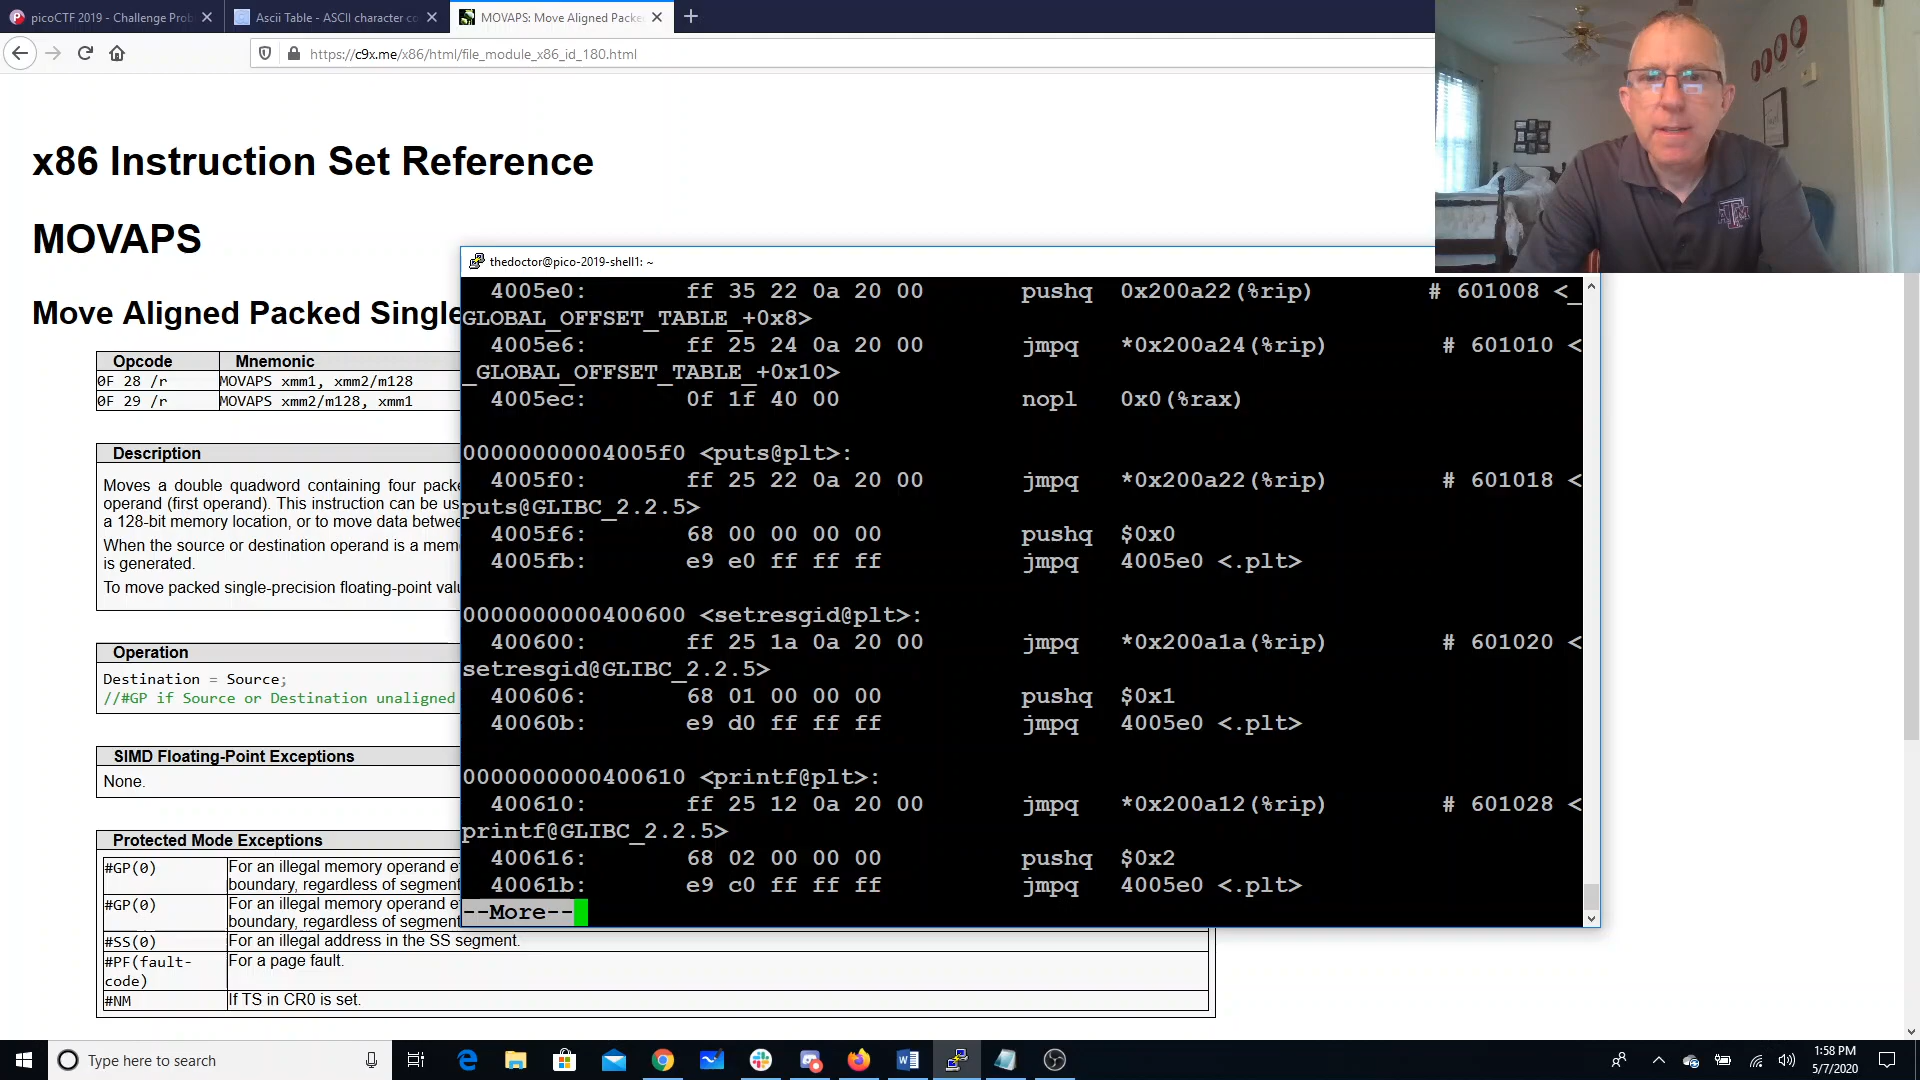 picoCTF 2019 - Challenge Prob
Ascii Table - ASCII character co
MOVAPS: Move Aligned Packe
https://c9x.me/x86/html/file_module_x86_id_180.html
x86 Instruction Set Reference
MOVAPS
Move Aligned Packed Single
Opcode Mnemonic
0F 28 /r MOVAPS xmm1, xmm2/m128
0F 29 /r MOVAPS xmm2/m128, xmm1
Description
Moves a double quadword containing four packe
operand (first operand). This instruction can be us
a 128-bit memory location, or to move data betwee
When the source or destination operand is a mem
is generated.
To move packed single-precision floating-point valu
Operation
Destination = Source;
//#GP if Source or Destination unaligned
SIMD Floating-Point Exceptions
None.
Protected Mode Exceptions
#GP(0) For an illegal memory operand e
boundary, regardless of segment
#GP(0) For an illegal memory operand e
boundary, regardless of segment
#SS(0) For an illegal address in the SS segment.
#PF(fault-code) For a page fault.
#NM If TS in CR0 is set.
thedoctor@pico-2019-shell1: ~
4005e0: ff 35 22 0a 20 00 pushq 0x200a22(%rip) # 601008 <_
GLOBAL_OFFSET_TABLE_+0x8>
4005e6: ff 25 24 0a 20 00 jmpq *0x200a24(%rip) # 601010 <
_GLOBAL_OFFSET_TABLE_+0x10>
4005ec: 0f 1f 40 00 nopl 0x0(%rax)
00000000004005f0 <puts@plt>:
4005f0: ff 25 22 0a 20 00 jmpq *0x200a22(%rip) # 601018 <
puts@GLIBC_2.2.5>
4005f6: 68 00 00 00 00 pushq $0x0
4005fb: e9 e0 ff ff ff jmpq 4005e0 <.plt>
0000000000400600 <setresgid@plt>:
400600: ff 25 1a 0a 20 00 jmpq *0x200a1a(%rip) # 601020 <
setresgid@GLIBC_2.2.5>
400606: 68 01 00 00 00 pushq $0x1
40060b: e9 d0 ff ff ff jmpq 4005e0 <.plt>
0000000000400610 <printf@plt>:
400610: ff 25 12 0a 20 00 jmpq *0x200a12(%rip) # 601028 <
printf@GLIBC_2.2.5>
400616: 68 02 00 00 00 pushq $0x2
40061b: e9 c0 ff ff ff jmpq 4005e0 <.plt>
--More--
Type here to search
1:58 PM
5/7/2020